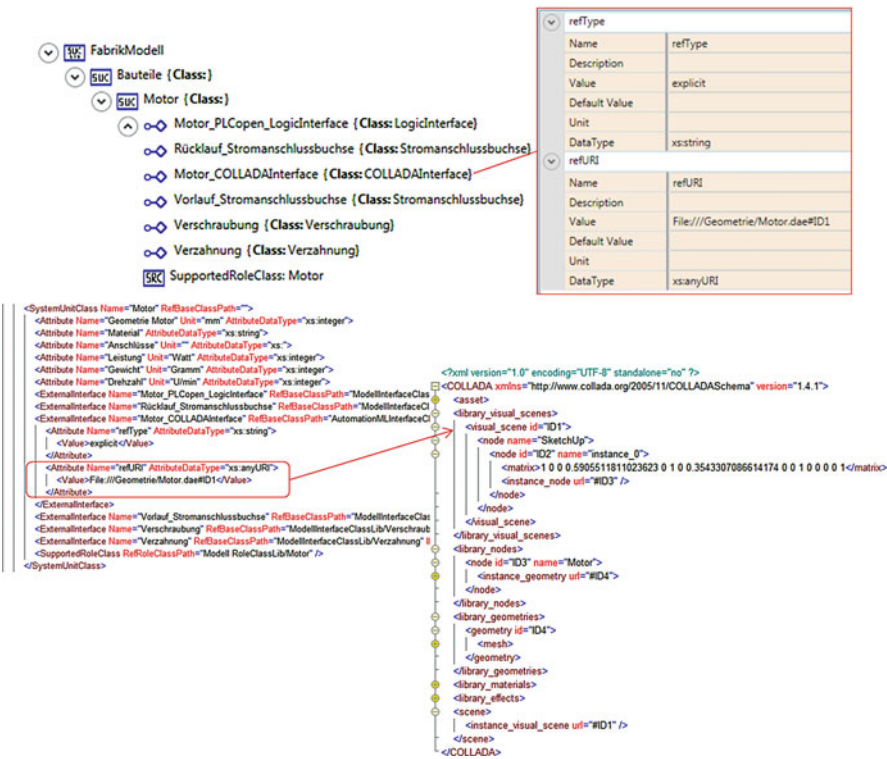 FabrikModell
Bauteile {Class:}
Motor {Class:}
Motor_PLCopen_LogicInterface {Class: LogicInterface}
Rücklauf_Stromanschlussbuchse {Class: Stromanschlussbuchse}
Motor_COLLADAInterface {Class: COLLADAInterface}
Vorlauf_Stromanschlussbuchse {Class: Stromanschlussbuchse}
Verschraubung {Class: Verschraubung}
Verzahnung {Class: Verzahnung}
SRC SupportedRoleClass: Motor
refType
Name refType
Description
Value explicit
Default Value
Unit
DataType xs:string
refURI
Name refURI
Description
Value File:///Geometrie/Motor.dae#ID1
Default Value
Unit
DataType xs:anyURI
<SystemUnitClass Name="Motor" RefBaseClassPath="">
<Attribute Name="Geometrie Motor" Unit="mm" AttributeDataType="xs:integer">
<Attribute Name="Material" AttributeDataType="xs:string">
<Attribute Name="Anschlüsse" Unit="" AttributeDataType="xs:">
<Attribute Name="Leistung" Unit="Watt" AttributeDataType="xs:integer">
<Attribute Name="Gewicht" Unit="Gramm" AttributeDataType="xs:integer">
<Attribute Name="Drehzahl" Unit="U/min" AttributeDataType="xs:integer">
<ExternalInterface Name="Motor_PLCopen_LogicInterface" RefBaseClassPath="ModellInterfaceClas
<ExternalInterface Name="Rücklauf_Stromanschlussbuchse" RefBaseClassPath="ModellInterfaceCl
<ExternalInterface Name="Motor_COLLADAInterface" RefBaseClassPath="AutomationMLInterfaceCl
<Attribute Name="refType" AttributeDataType="xs:string">
<Value>explicit</Value>
</Attribute>
<Attribute Name="refURI" AttributeDataType="xs:anyURI">
<Value>File:///Geometrie/Motor.dae#ID1</Value>
</Attribute>
</ExternalInterface>
<ExternalInterface Name="Vorlauf_Stromanschlussbuchse" RefBaseClassPath="ModellInterfaceClas
<ExternalInterface Name="Verschraubung" RefBaseClassPath="ModellInterfaceClassLib/Verschraub
<ExternalInterface Name="Verzahnung" RefBaseClassPath="ModellInterfaceClassLib/Verzahnung"
<SupportedRoleClass RefRoleClassPath="Modell RoleClassLib/Motor" />
</SystemUnitClass>
<?xml version="1.0" encoding="UTF-8" standalone="no" ?>
<COLLADA xmlns="http://www.collada.org/2005/11/COLLADASchema" version="1.4.1">
<asset>
<library_visual_scenes>
<visual_scene id="ID1">
<node name="SketchUp">
<node id="ID2" name="instance_0">
<matrix>1 0 0 0.5905511811023623 0 1 0 0.3543307086614174 0 0 1 0 0 0 0 1</matrix>
<instance_node url="#ID3" />
</node>
</node>
</visual_scene>
</library_visual_scenes>
<library_nodes>
<node id="ID3" name="Motor">
<instance_geometry url="#ID4">
</node>
</library_nodes>
<library_geometries>
<geometry id="ID4">
<mesh>
</geometry>
</library_geometries>
<library_materials>
<library_effects>
<scene>
<instance_visual_scene url="#ID1" />
</scene>
</COLLADA>